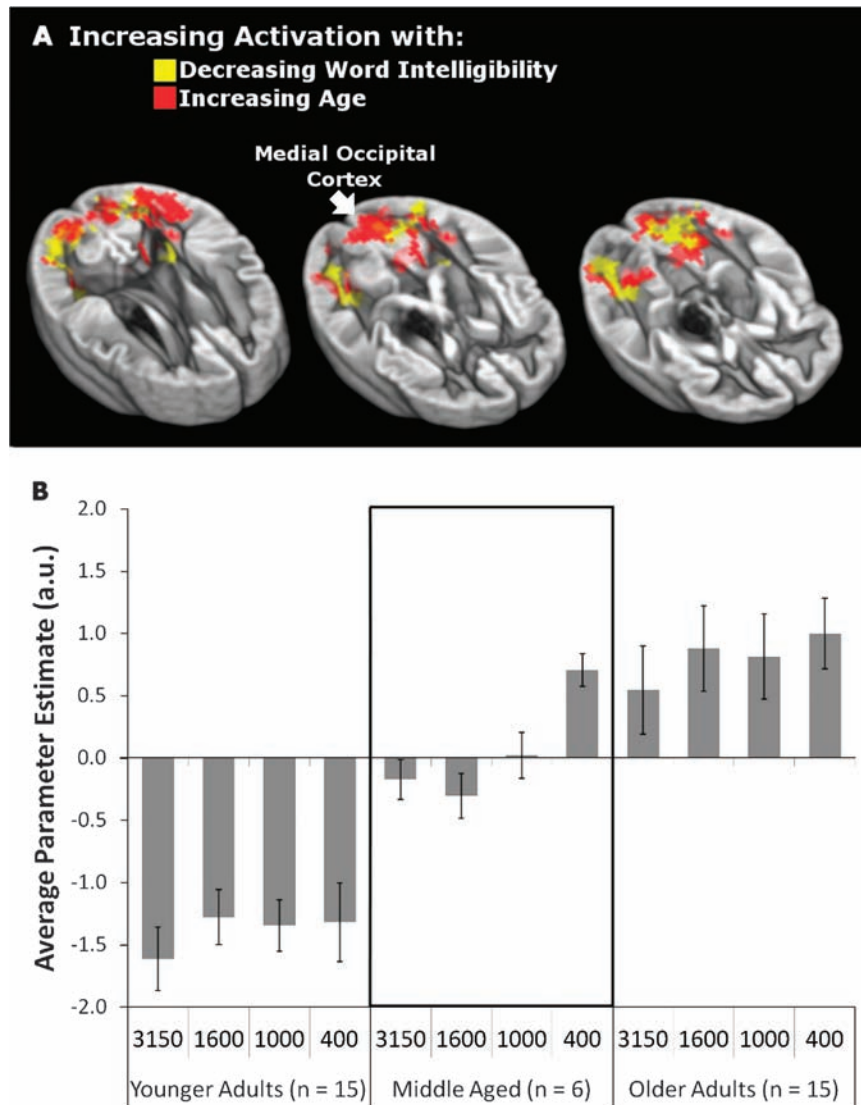 A Increasing Activation with:
Decreasing Word Intelligibility
Increasing Age
Medial Occipital
Cortex
B
Average Parameter Estimate (a.u.)
2.0
1.5
1.0
0.5
0.0
-0.5
-1.0
-1.5
-2.0
3150 1600 1000 400 3150 1600 1000 400 3150 1600 1000 400
Younger Adults (n = 15) Middle Aged (n = 6) Older Adults (n = 15)